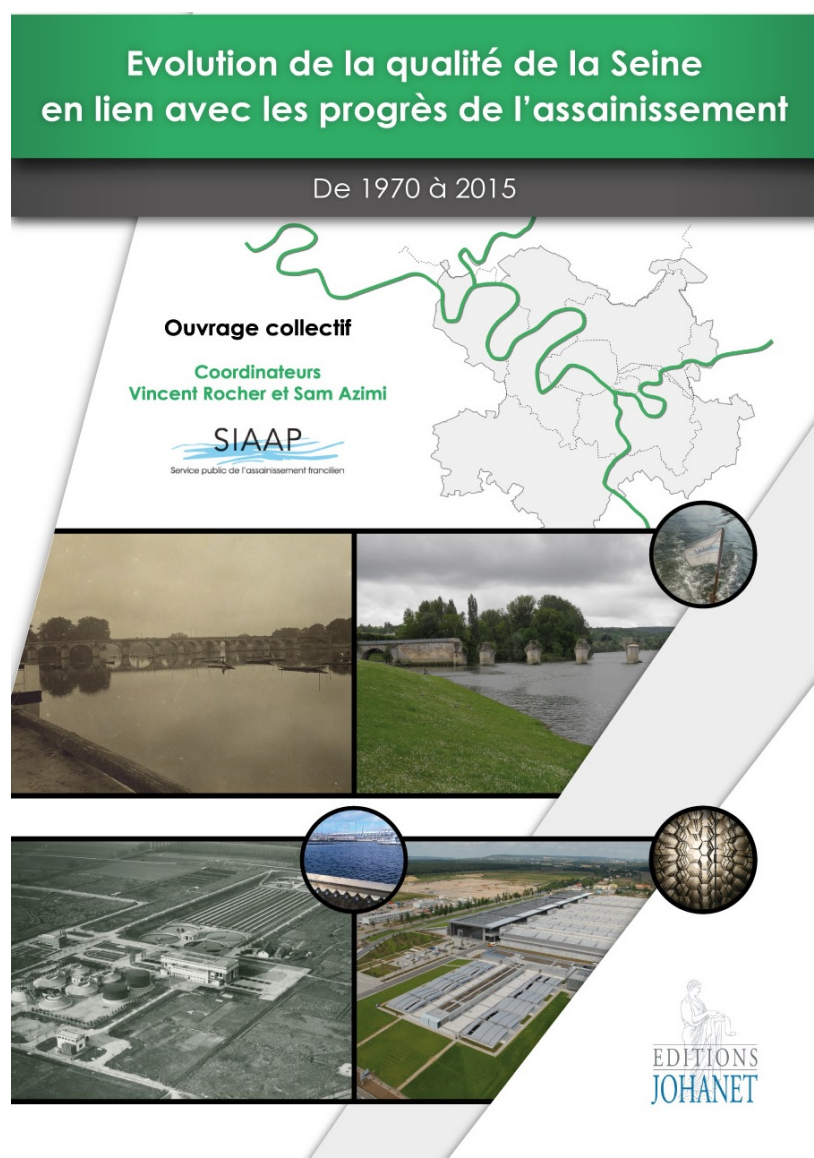 Evolution de la qualité de la Seine
en lien avec les progrès de l'assainissement
De 1970 à 2015
Ouvrage collectif
Coordinateurs
Vincent Rocher et Sam Azimi
SIAAP
Service public de l'assainissement francilien
EDITIONS
JOHANET